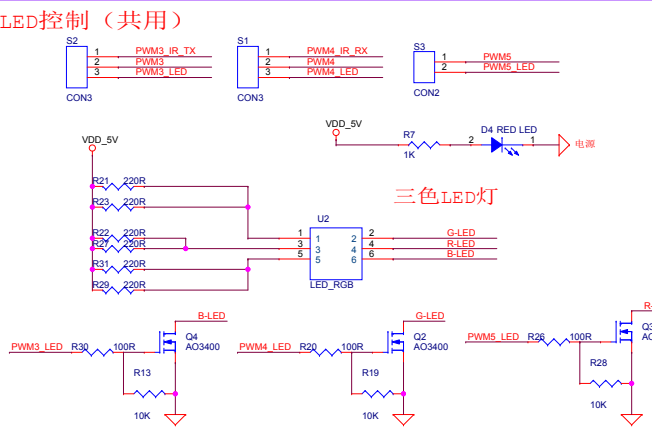 LED控制（共用）
S2
1 PWM3_IR_TX
2 PWM3
3 PWM3_LED
CON3
S1
1 PWM4_IR_RX
2 PWM4
3 PWM4_LED
CON3
S3
1 PWM5
2 PWM5_LED
CON2
VDD_5V
R7
1K
2 D4 RED LED 1
电源
VDD_5V
R21 220R
R23 220R
R22 220R
R27 220R
R31 220R
R29 220R
三色LED灯
U2
1 1 2 2 G-LED
3 3 4 4 R-LED
5 5 6 6 B-LED
LED_RGB
B-LED
Q4
AO3400
PWM3_LED R30 100R
R13
10K
G-LED
Q2
AO3400
PWM4_LED R20 100R
R19
10K
PWM5_LED R26 100R
R28
10K